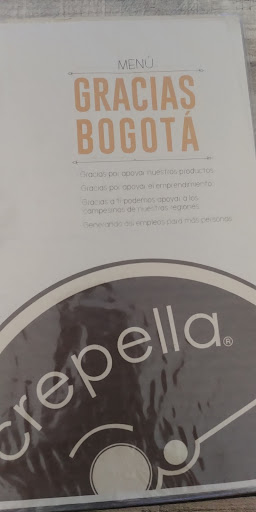 MENÚ
GRACIAS
BOGOTÁ
Gracias por apoyar nuestros productos
Gracias por apoyar el emprendimiento
Gracias a ti podemos apoyar a los
campesinos de nuestras regiones
Generando así empleos para más personas
crepella®